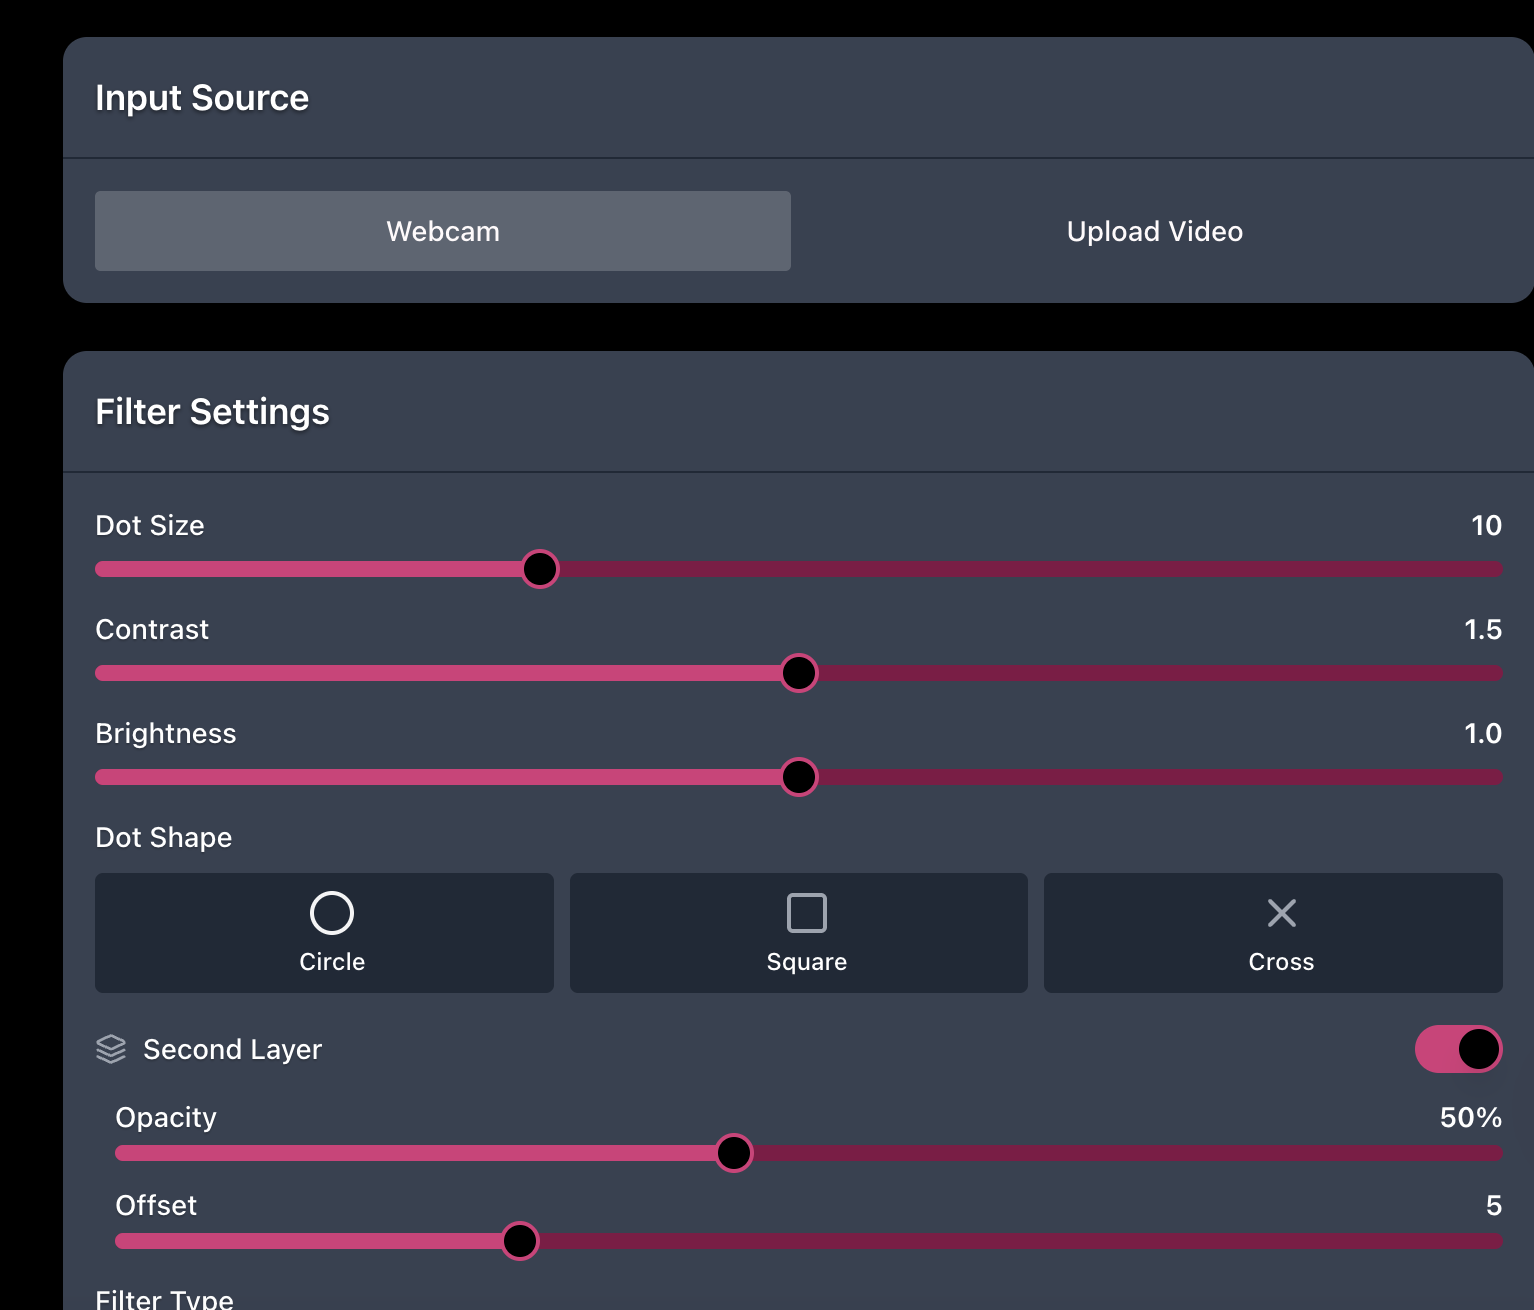 Input Source
Webcam
Upload Video
Filter Settings
Dot Size
10
Contrast
1.5
Brightness
1.0
Dot Shape
Circle
Square
Cross
Second Layer
Opacity
50%
Offset
5
Filter Type